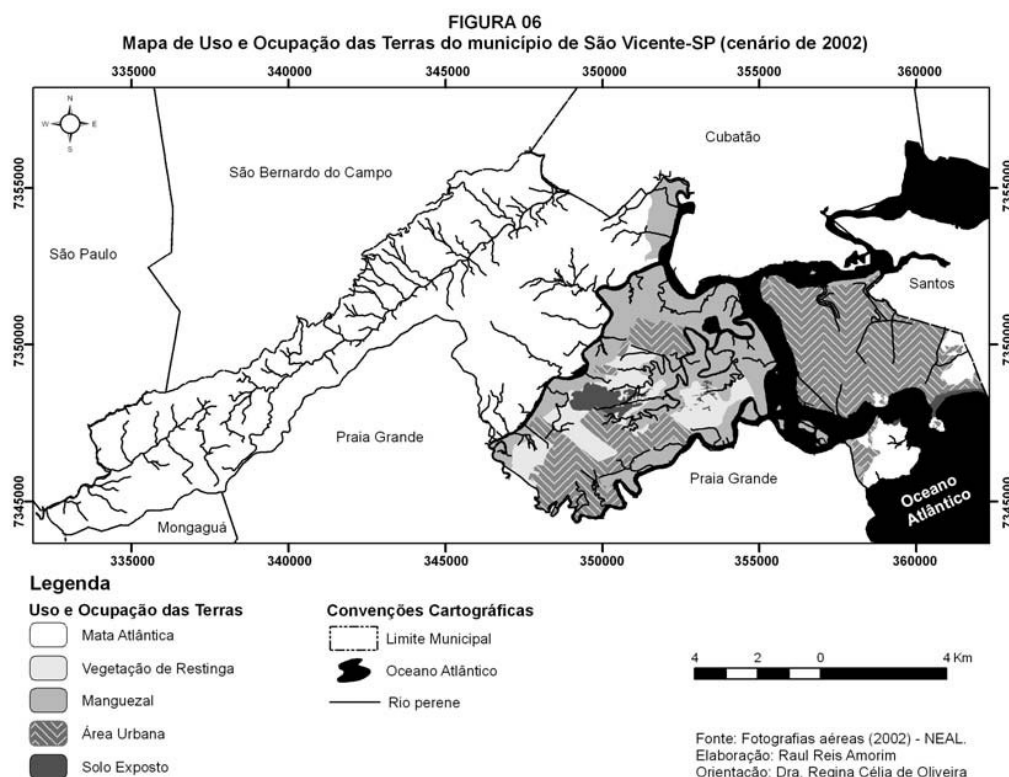 FIGURA 06
Mapa de Uso e Ocupação das Terras do município de São Vicente-SP (cenário de 2002)
335000 340000 345000 350000 355000 360000
N
W E
S
Cubatão
São Bernardo do Campo
7355000 7355000
São Paulo
Santos
7350000 7350000
Praia Grande
Praia Grande
Oceano
Atlântico
7345000 7345000
Mongaguá
335000 340000 345000 350000 355000 360000
Legenda
Uso e Ocupação das Terras
Mata Atlântica
Vegetação de Restinga
Manguezal
Área Urbana
Solo Exposto
Convenções Cartográficas
Limite Municipal
Oceano Atlântico
Rio perene
4 2 0 4 Km
Fonte: Fotografias aéreas (2002) - NEAL.
Elaboração: Raul Reis Amorim
Orientação: Dra. Regina Célia de Oliveira